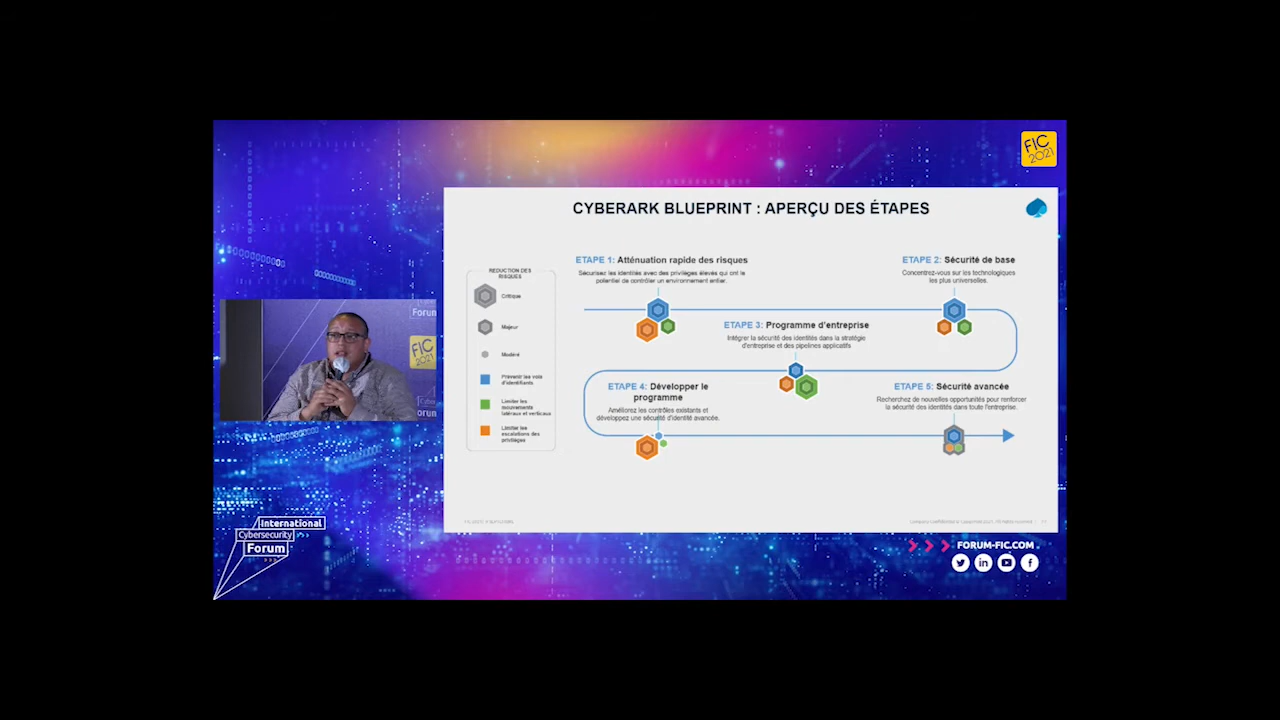 FIC
2021
CYBERARK BLUEPRINT : APERÇU DES ÉTAPES
REDUCTION DES
RISQUES
Critique
Majeur
Modéré
Prévenir les vols
d'identifiants
Limiter les
mouvements
latéraux et verticaux
Limiter les
escalations des
privilèges
ETAPE 1: Atténuation rapide des risques
Sécurisez les identités avec des privilèges élevés qui ont le
potentiel de contrôler un environnement entier.
ETAPE 2: Sécurité de base
Concentrez-vous sur les technologiques
les plus universelles.
ETAPE 3: Programme d'entreprise
Intégrer la sécurité des identités dans la stratégie
d'entreprise et des pipelines applicatifs
ETAPE 4: Développer le
programme
Améliorez les contrôles existants et
développez une sécurité d'identité avancée.
ETAPE 5: Sécurité avancée
Recherchez de nouvelles opportunités pour renforcer
la sécurité des identités dans toute l'entreprise.
Forum
FIC
2021
International
Cybersecurity
Forum
FORUM-FIC.COM